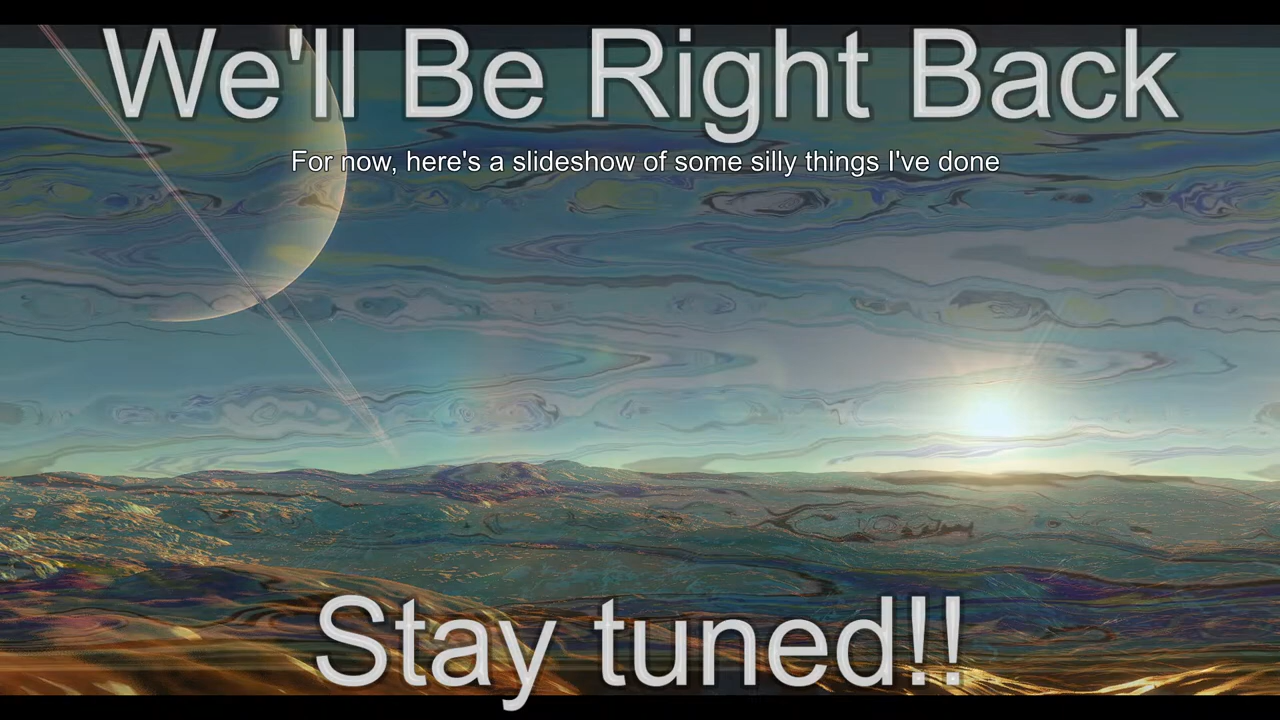 We'll Be Right Back
For now, here's a slideshow of some silly things I've done
Stay tuned!!